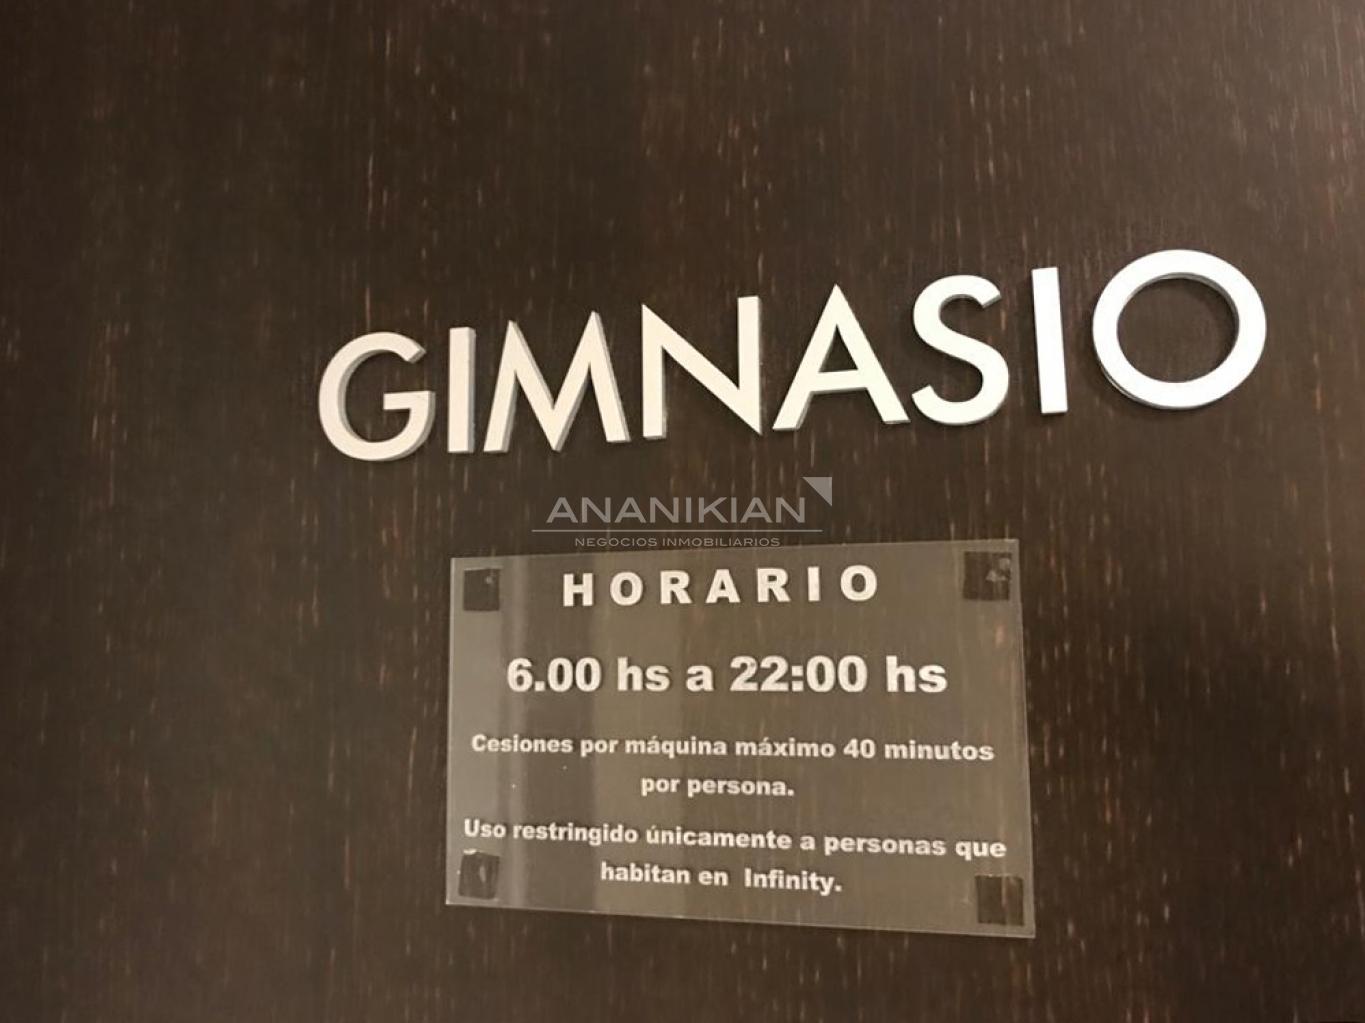 GIMNASIO
ANANIKIAN
NEGOCIOS INMOBILIARIOS
HORARIO
6.00 hs a 22:00 hs
Cesiones por máquina máximo 40 minutos
por persona.
Uso restringido únicamente a personas que
habitan en Infinity.